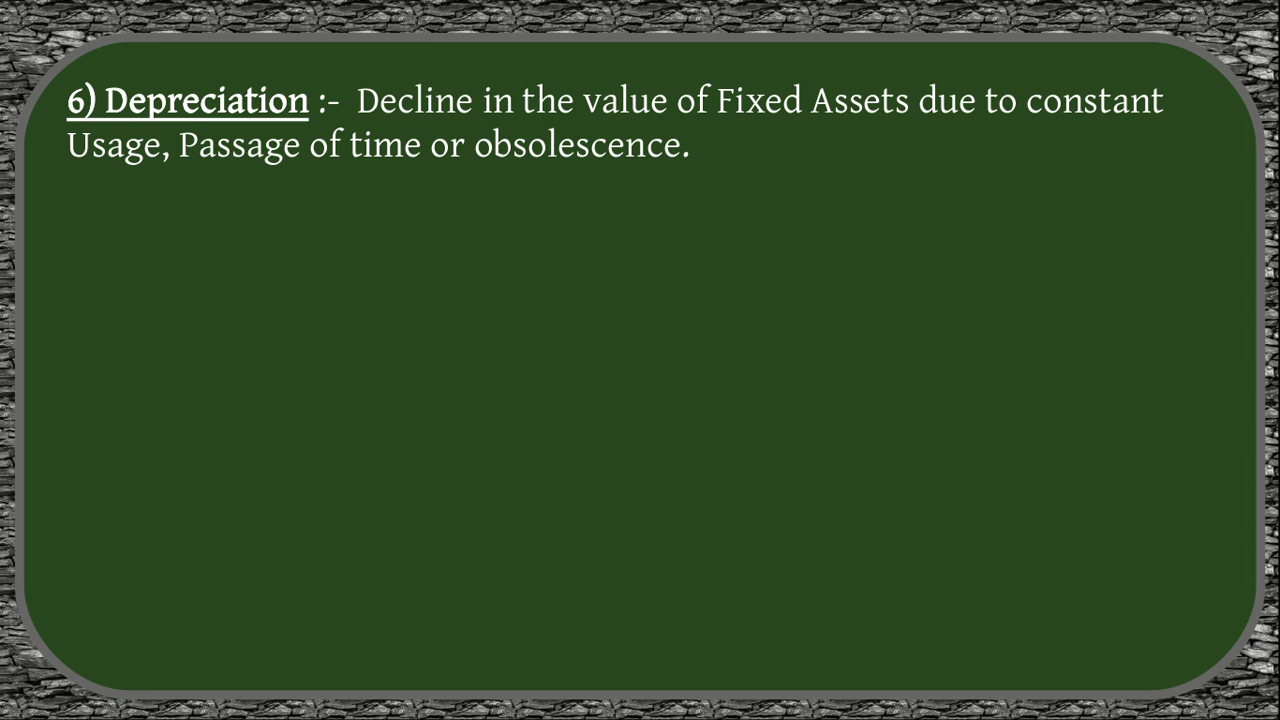 6) Depreciation :-  Decline in the value of Fixed Assets due to constant
Usage, Passage of time or obsolescence.